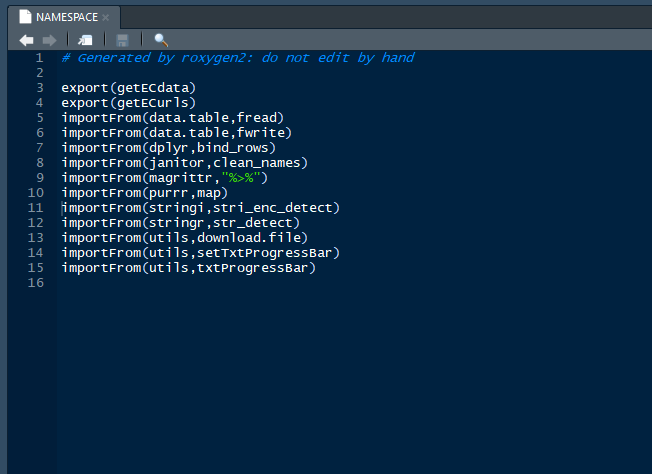 NAMESPACE
1 # Generated by roxygen2: do not edit by hand
2
3 export(getECdata)
4 export(getECurls)
5 importFrom(data.table,fread)
6 importFrom(data.table,fwrite)
7 importFrom(dplyr,bind_rows)
8 importFrom(janitor,clean_names)
9 importFrom(magrittr,"%>%")
10 importFrom(purrr,map)
11 importFrom(stringi,stri_enc_detect)
12 importFrom(stringr,str_detect)
13 importFrom(utils,download.file)
14 importFrom(utils,setTxtProgressBar)
15 importFrom(utils,txtProgressBar)
16